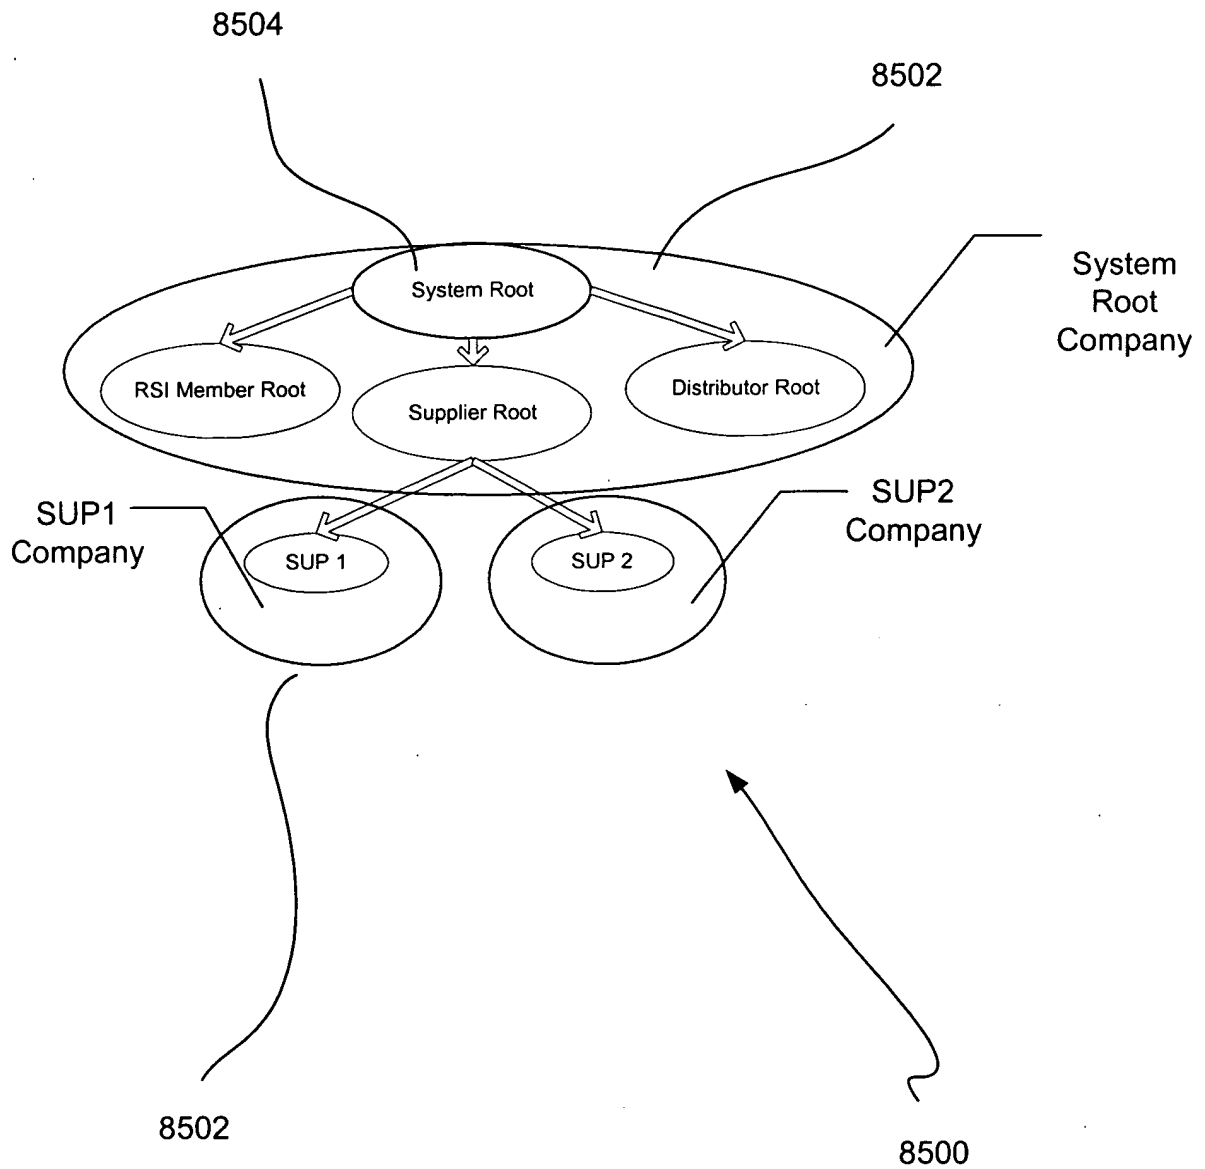 8504
8502
System
Root
Company
System Root
RSI Member Root
Supplier Root
Distributor Root
SUP1
Company
SUP2
Company
SUP 1
SUP 2
8502
8500